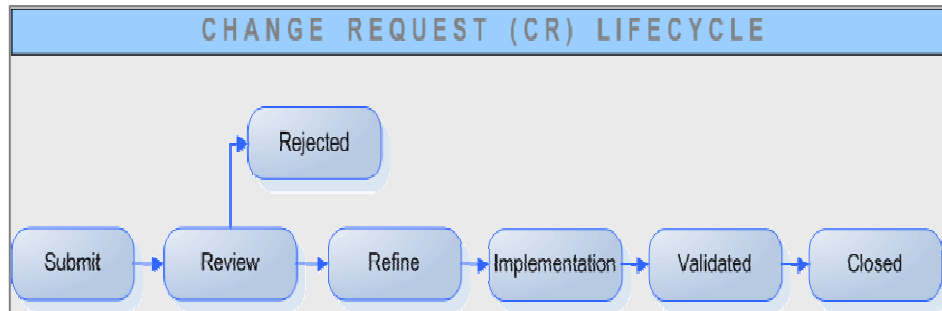 CHANGE REQUEST (CR) LIFECYCLE
Rejected
Submit
Review
Refine
Implementation
Validated
Closed